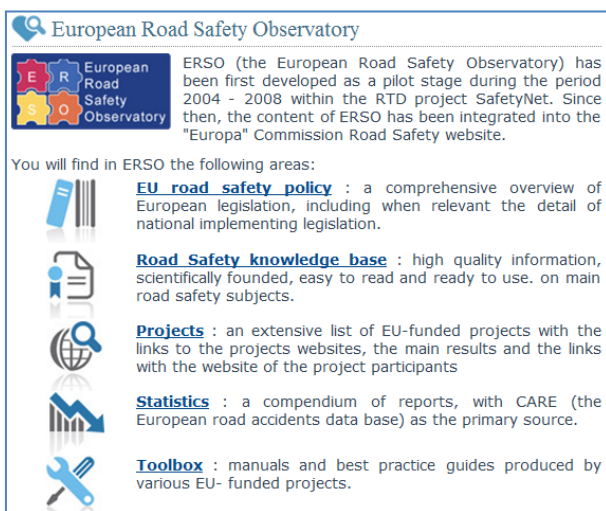 European Road Safety Observatory
E R
S O
European
Road
Safety
Observatory
ERSO (the European Road Safety Observatory) has
been first developed as a pilot stage during the period
2004 - 2008 within the RTD project SafetyNet. Since
then, the content of ERSO has been integrated into the
"Europa" Commission Road Safety website.
You will find in ERSO the following areas:
EU road safety policy : a comprehensive overview of
European legislation, including when relevant the detail of
national implementing legislation.
Road Safety knowledge base : high quality information,
scientifically founded, easy to read and ready to use. on main
road safety subjects.
Projects : an extensive list of EU-funded projects with the
links to the projects websites, the main results and the links
with the website of the project participants
Statistics : a compendium of reports, with CARE (the
European road accidents data base) as the primary source.
Toolbox : manuals and best practice guides produced by
various EU- funded projects.